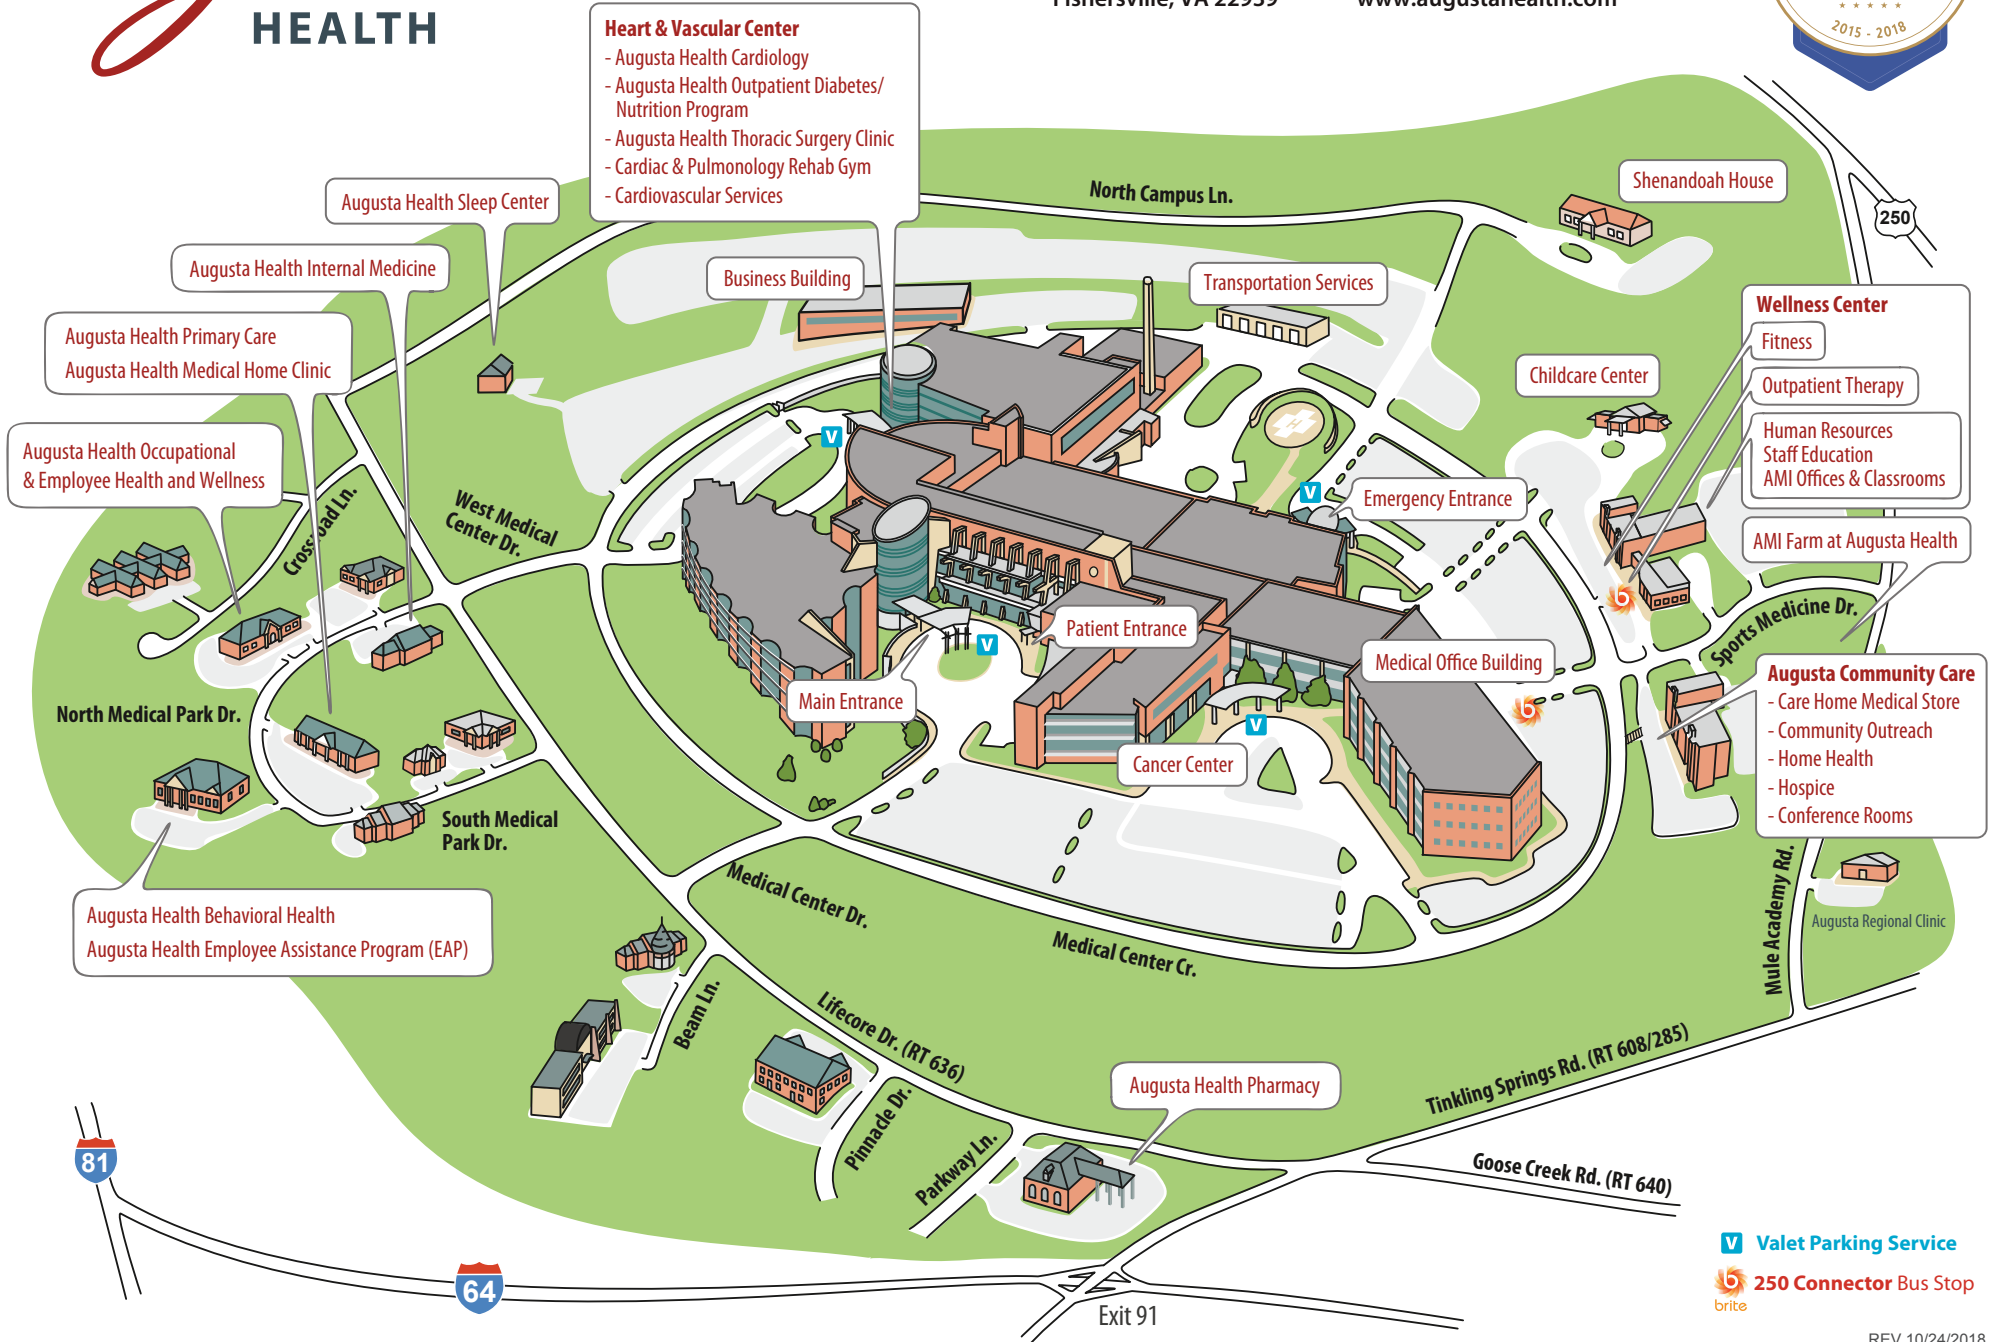 HEALTH
Fishersville, VA 22939
www.augustahealth.com
2015 - 2018
Heart & Vascular Center
- Augusta Health Cardiology
- Augusta Health Outpatient Diabetes/
Nutrition Program
- Augusta Health Thoracic Surgery Clinic
- Cardiac & Pulmonology Rehab Gym
- Cardiovascular Services
Augusta Health Sleep Center
North Campus Ln.
Shenandoah House
250
Augusta Health Internal Medicine
Business Building
Transportation Services
Augusta Health Primary Care
Augusta Health Medical Home Clinic
Wellness Center
Fitness
Outpatient Therapy
Human Resources
Staff Education
AMI Offices & Classrooms
Childcare Center
H
V
Augusta Health Occupational
& Employee Health and Wellness
Crossroad Ln.
West Medical
Center Dr.
V
Emergency Entrance
AMI Farm at Augusta Health
b
Sports Medicine Dr.
Patient Entrance
V
Main Entrance
Medical Office Building
North Medical Park Dr.
b
V
Cancer Center
Augusta Community Care
- Care Home Medical Store
- Community Outreach
- Home Health
- Hospice
- Conference Rooms
South Medical
Park Dr.
Medical Center Dr.
Medical Center Cr.
Mule Academy Rd.
Augusta Regional Clinic
Augusta Health Behavioral Health
Augusta Health Employee Assistance Program (EAP)
Beam Ln.
Lifecore Dr. (RT 636)
Pinnacle Dr.
Parkway Ln.
Augusta Health Pharmacy
Tinkling Springs Rd. (RT 608/285)
Goose Creek Rd. (RT 640)
81
64
Exit 91
V Valet Parking Service
b 250 Connector Bus Stop
brite
REV 10/24/2018